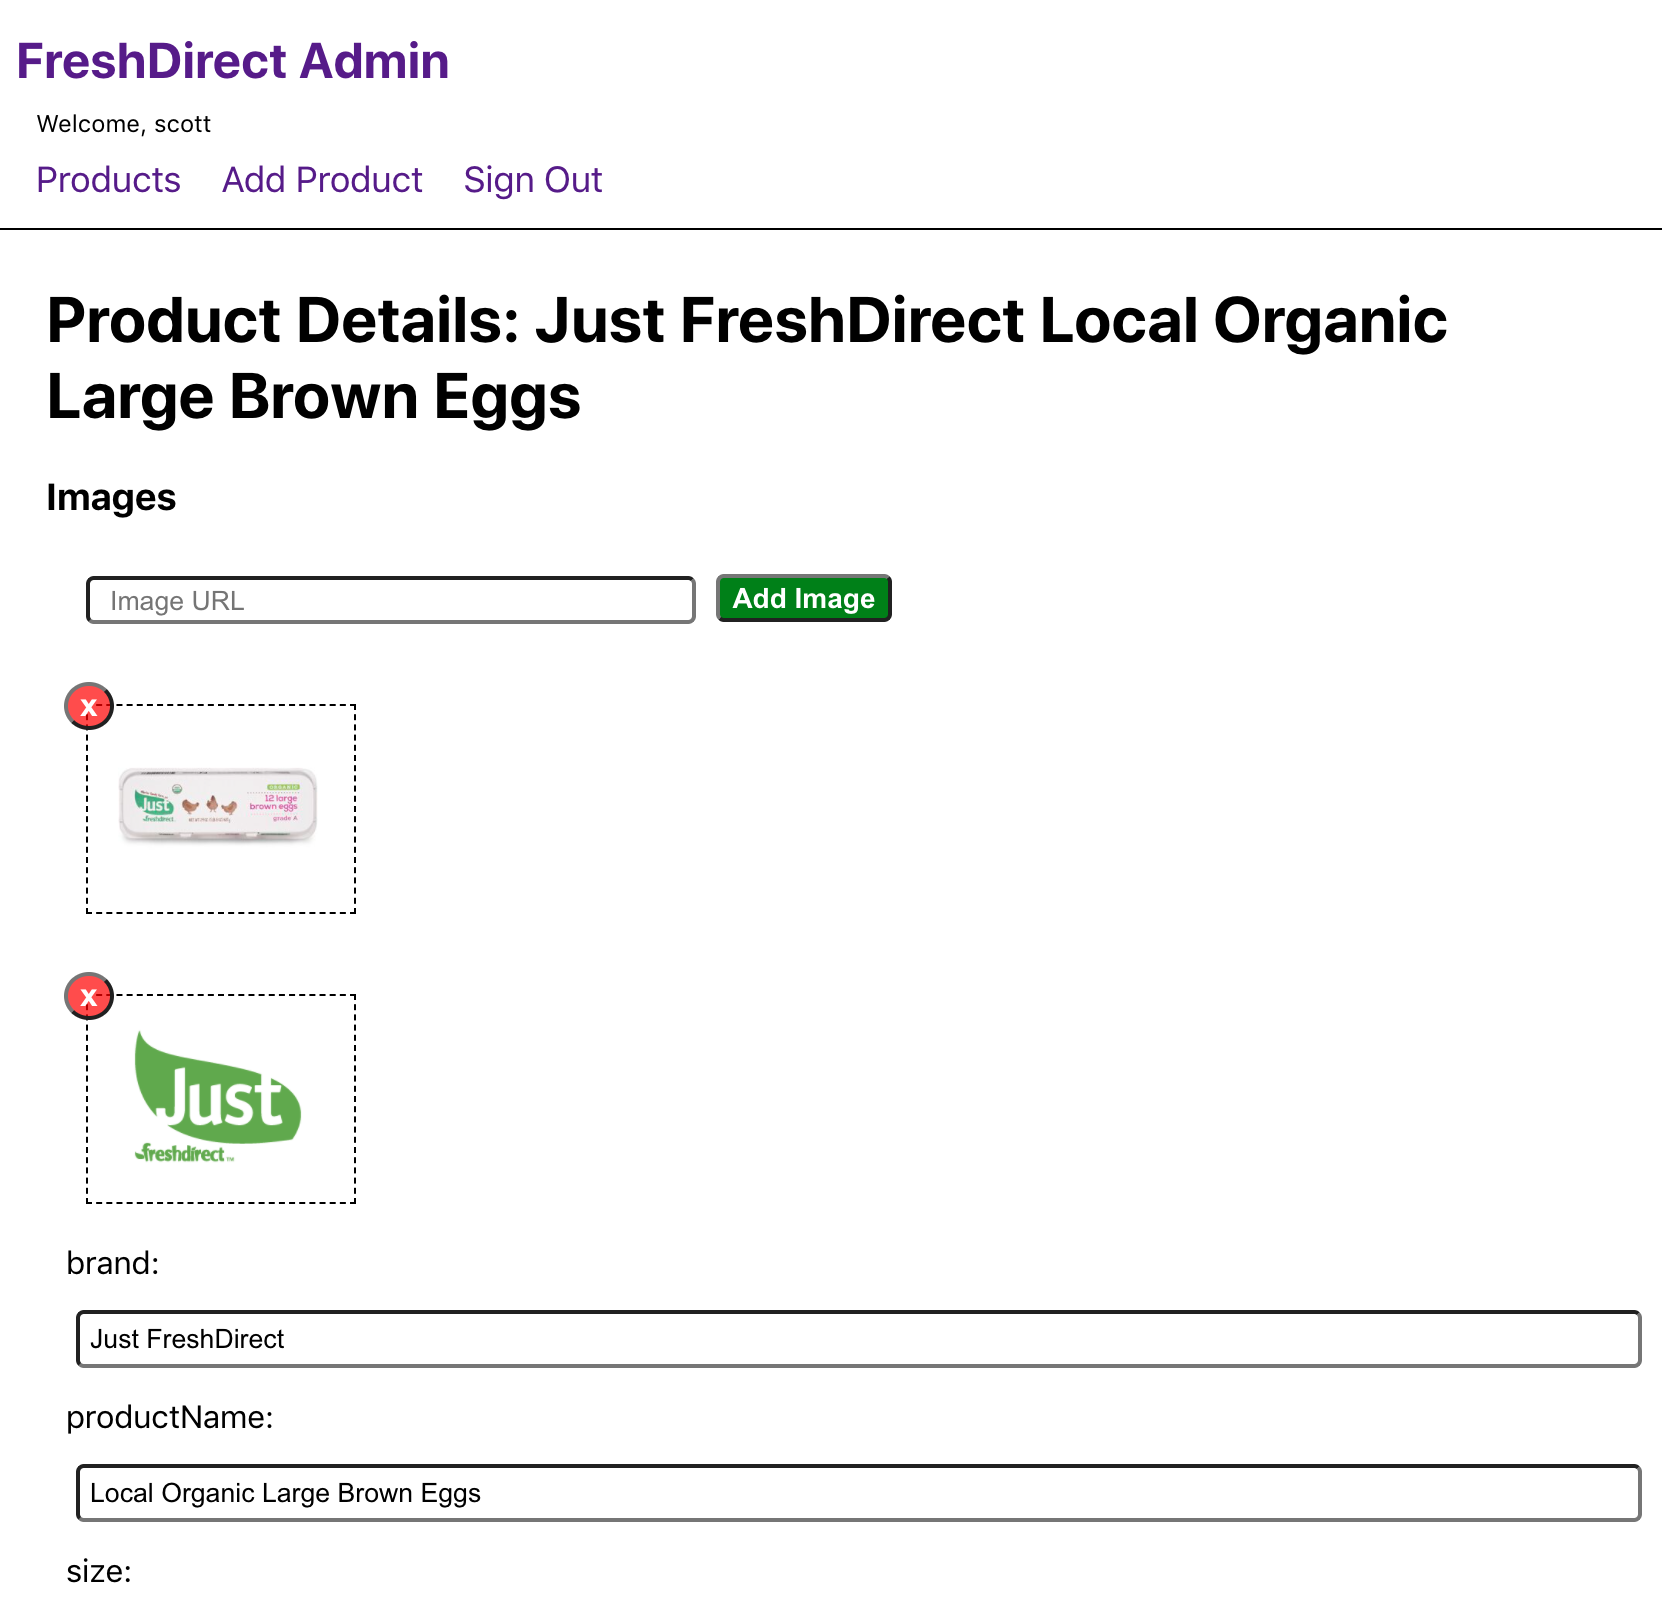 FreshDirect Admin
Welcome, scott
Products Add Product Sign Out
Product Details: Just FreshDirect Local Organic
Large Brown Eggs
Images
Image URL
Add Image
x
Just
freshdirect
ORGANIC
12 large
brown eggs
grade A
x
Just
freshdirect
brand:
Just FreshDirect
productName:
Local Organic Large Brown Eggs
size: